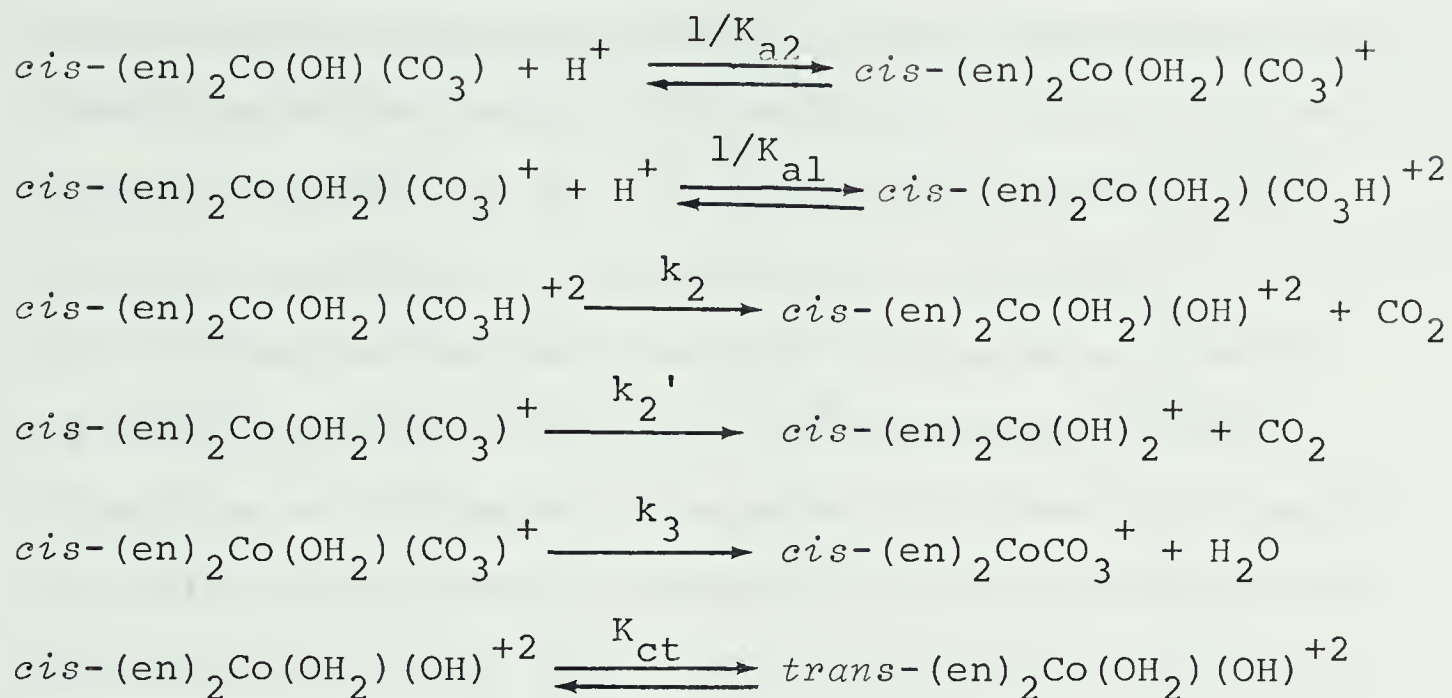 cis-(en)₂Co(OH)(CO₃) + H⁺ ⇌ 1/Kₐ₂ cis-(en)₂Co(OH₂)(CO₃)⁺
cis-(en)₂Co(OH₂)(CO₃)⁺ + H⁺ ⇌ 1/Kₐ₁ cis-(en)₂Co(OH₂)(CO₃H)⁺²
cis-(en)₂Co(OH₂)(CO₃H)⁺² → k₂ cis-(en)₂Co(OH₂)(OH)⁺² + CO₂
cis-(en)₂Co(OH₂)(CO₃)⁺ → k₂' cis-(en)₂Co(OH)₂⁺ + CO₂
cis-(en)₂Co(OH₂)(CO₃)⁺ → k₃ cis-(en)₂CoCO₃⁺ + H₂O
cis-(en)₂Co(OH₂)(OH)⁺² ⇌ K_ct trans-(en)₂Co(OH₂)(OH)⁺²